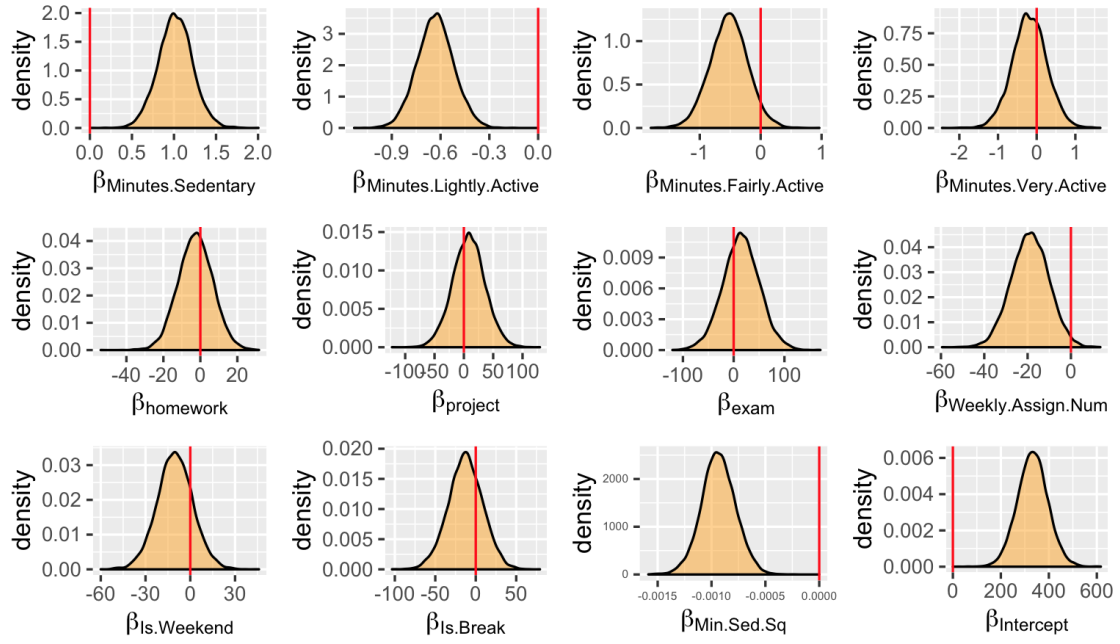 density
2.0
1.5
1.0
0.5
0.0
0.0 0.5 1.0 1.5 2.0
βMinutes.Sedentary
density
3
2
1
0
-0.9 -0.6 -0.3 0.0
βMinutes.Lightly.Active
density
1.0
0.5
0.0
-1 0 1
βMinutes.Fairly.Active
density
0.75
0.50
0.25
0.00
-2 -1 0 1
βMinutes.Very.Active
density
0.04
0.03
0.02
0.01
0.00
-40 -20 0 20
βhomework
density
0.015
0.010
0.005
0.000
-100 -50 0 50 100
βproject
density
0.009
0.006
0.003
0.000
-100 0 100
βexam
density
0.04
0.03
0.02
0.01
0.00
-60 -40 -20 0
βWeekly.Assign.Num
density
0.03
0.02
0.01
0.00
-60 -30 0 30
βIs.Weekend
density
0.020
0.015
0.010
0.005
0.000
-100 -50 0 50
βIs.Break
density
2000
1000
0
-0.0015 -0.0010 -0.0005 0.0000
βMin.Sed.Sq
density
0.006
0.004
0.002
0.000
0 200 400 600
βIntercept